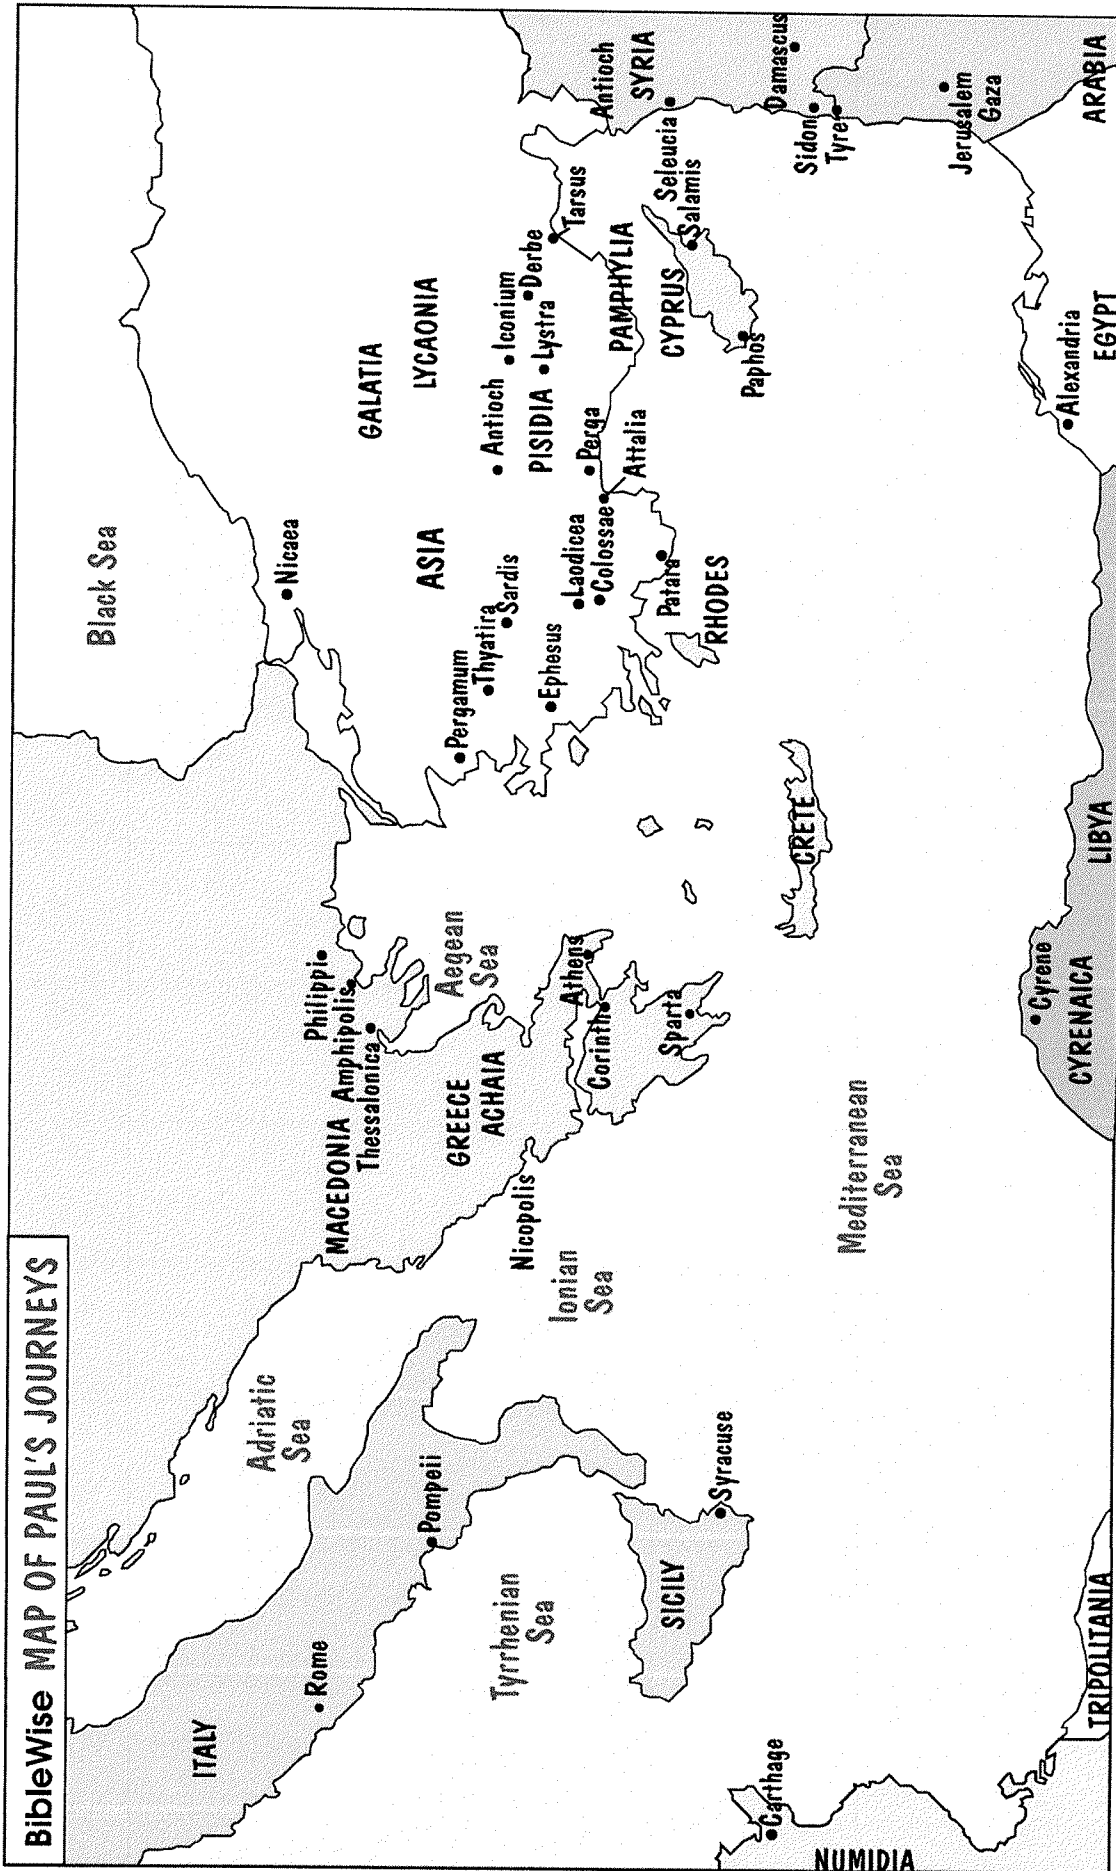 BibleWise MAP OF PAUL'S JOURNEYS
ITALY
Rome
Pompeii
Adriatic
Sea
Tyrrhenian
Sea
SICILY
Syracuse
Carthage
NUMIDIA
TRIPOLITANIA
Ionian
Sea
Mediterranean
Sea
MACEDONIA
Philippi
Amphipolis
Thessalonica
GREECE
ACHAIA
Nicopolis
Aegean
Sea
Athens
Corinth
Sparta
CRETE
Cyrene
CYRENAICA
LIBYA
Black Sea
Nicaea
ASIA
Pergamum
Thyatira
Sardis
Ephesus
Laodicea
Colossae
Patara
RHODES
GALATIA
LYCAONIA
Antioch
Iconium
PISIDIA
Lystra
Derbe
Tarsus
Perga
Attalia
PAMPHYLIA
CYPRUS
Salamis
Paphos
Seleucia
Antioch
SYRIA
Damascus
Sidon
Tyre
Jerusalem
Gaza
ARABIA
Alexandria
EGYPT